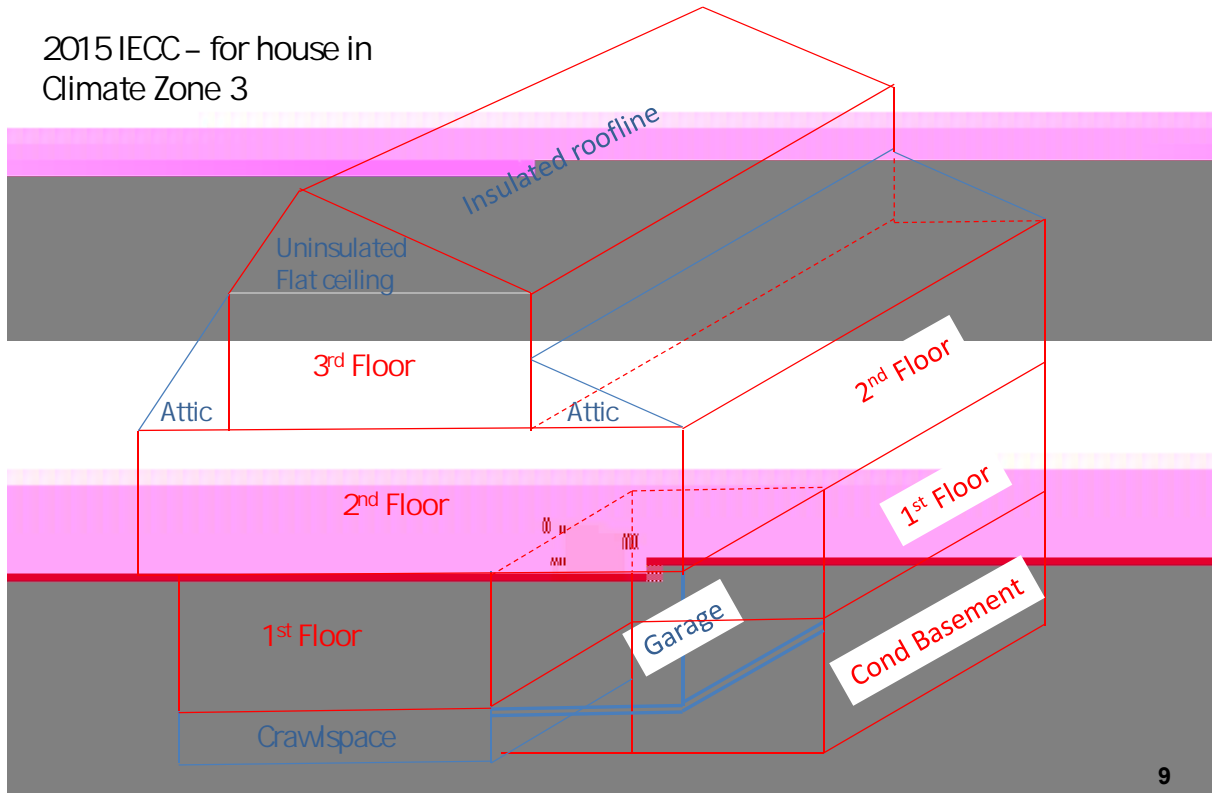 2015 IECC – for house in
Climate Zone 3
Insulated roofline
Uninsulated
Flat ceiling
3rd Floor
2nd Floor
Attic
Attic
2nd Floor
1st Floor
1st Floor
Garage
Cond Basement
Crawlspace
9